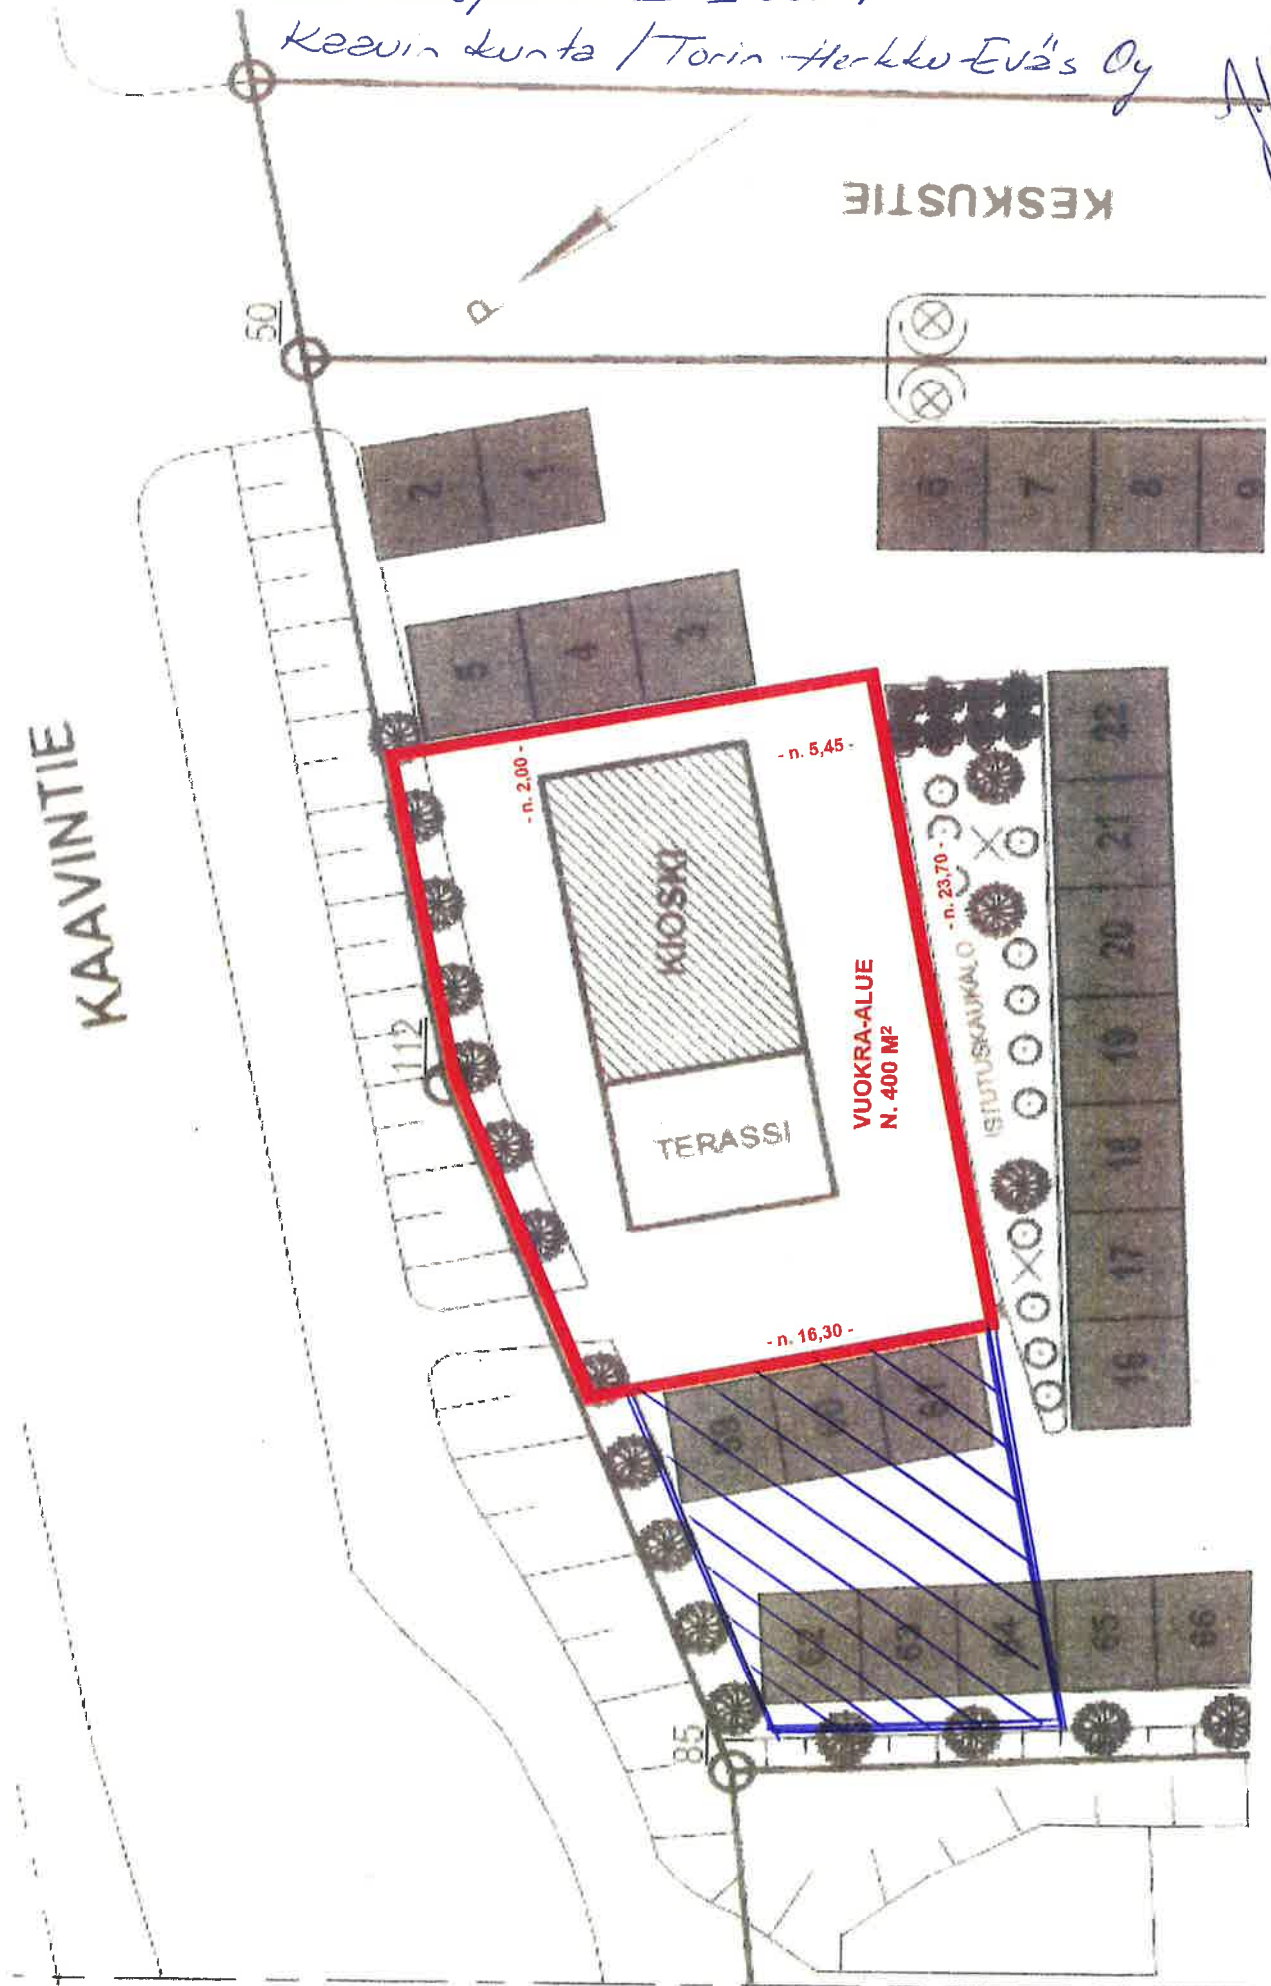 Kaavin kunta / Torin Herkku-Eväs Oy
KESKUSTIE
P
50
2
1
6
7
8
9
5
4
3
KAAVINTIE
- n. 2,00 -
- n. 5,45 -
KIOSKI
112
TERASSI
VUOKRA-ALUE
N. 400 M²
- n. 23,70 -
ISTUTUSKAUKALO
22
21
20
19
18
17
16
- n. 16,30 -
59
60
61
62
63
64
65
66
85